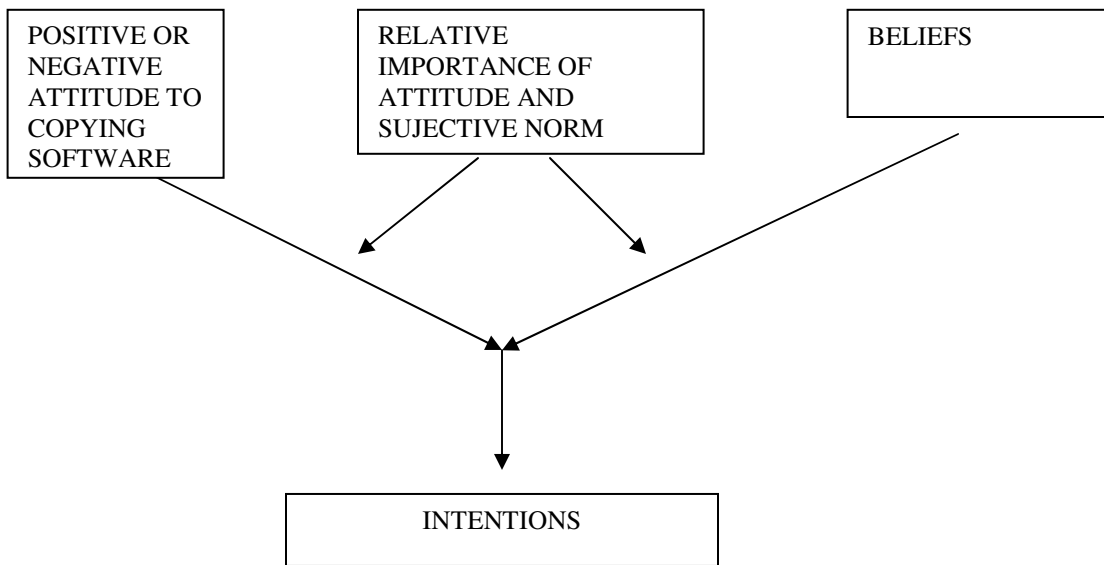 POSITIVE OR
NEGATIVE
ATTITUDE TO
COPYING
SOFTWARE
RELATIVE
IMPORTANCE OF
ATTITUDE AND
SUJECTIVE NORM
BELIEFS
INTENTIONS